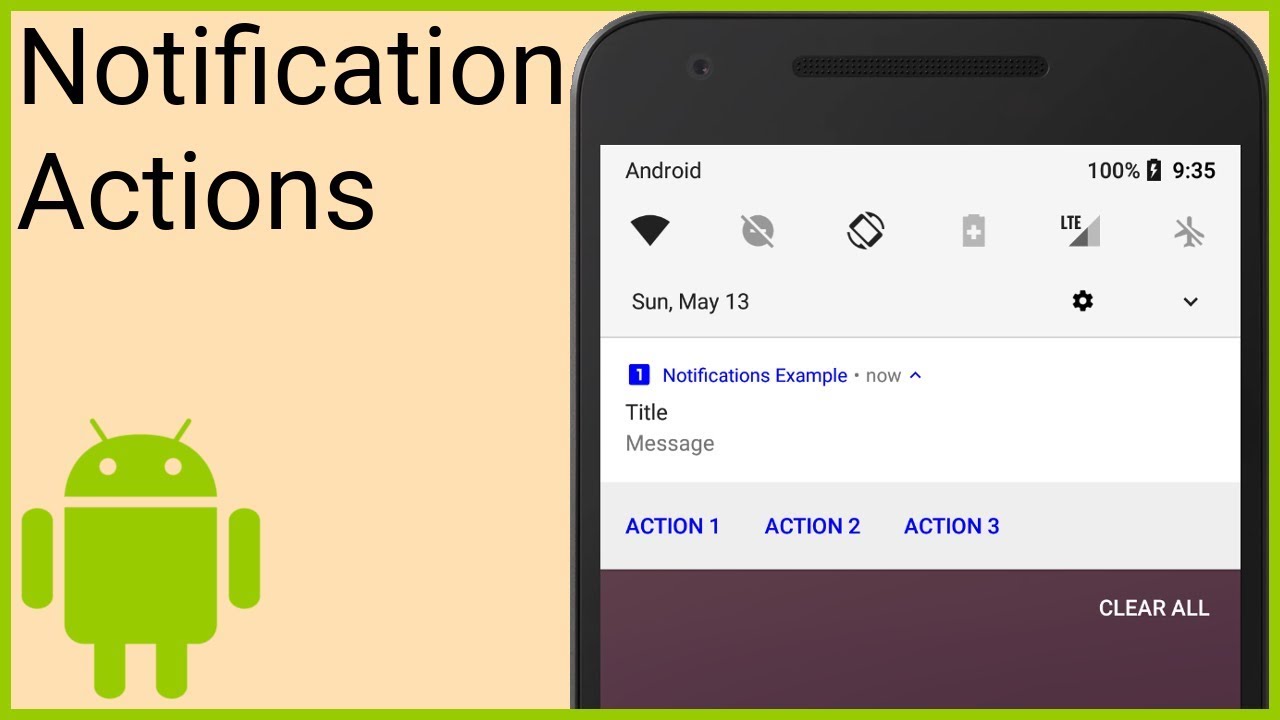 Notification
Actions
Android 100% 9:35
LTE
Sun, May 13
1 Notifications Example • now
Title
Message
ACTION 1 ACTION 2 ACTION 3
CLEAR ALL